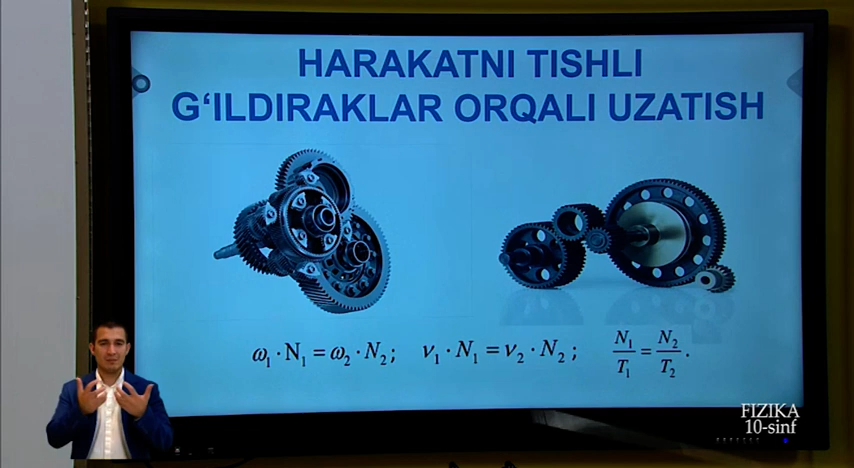 HARAKATNI TISHLI
G‘ILDIRAKLAR ORQALI UZATISH
ω₁ · N₁ = ω₂ · N₂ ; ν₁ · N₁ = ν₂ · N₂ ; N₁/T₁ = N₂/T₂ .
FIZIKA
10-sinf